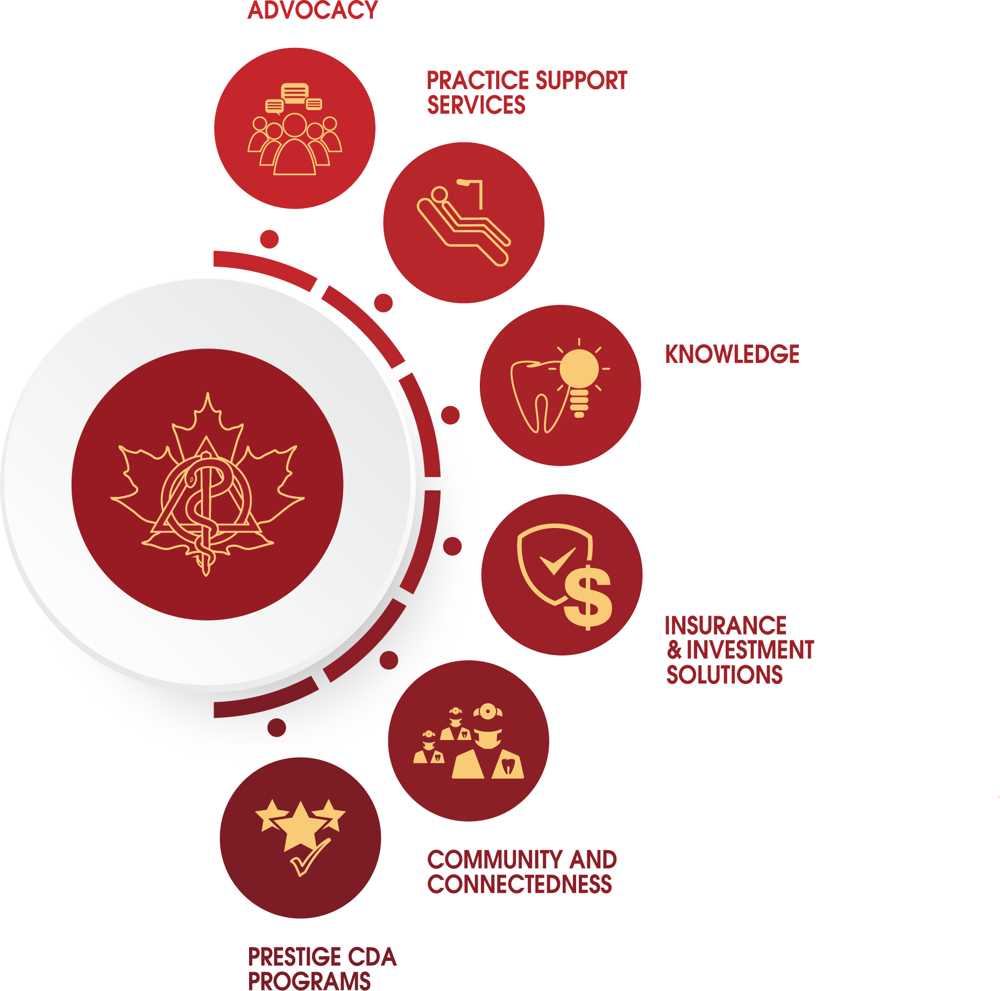 ADVOCACY
PRACTICE SUPPORT
SERVICES
KNOWLEDGE
INSURANCE
& INVESTMENT
SOLUTIONS
COMMUNITY AND
CONNECTEDNESS
PRESTIGE CDA
PROGRAMS